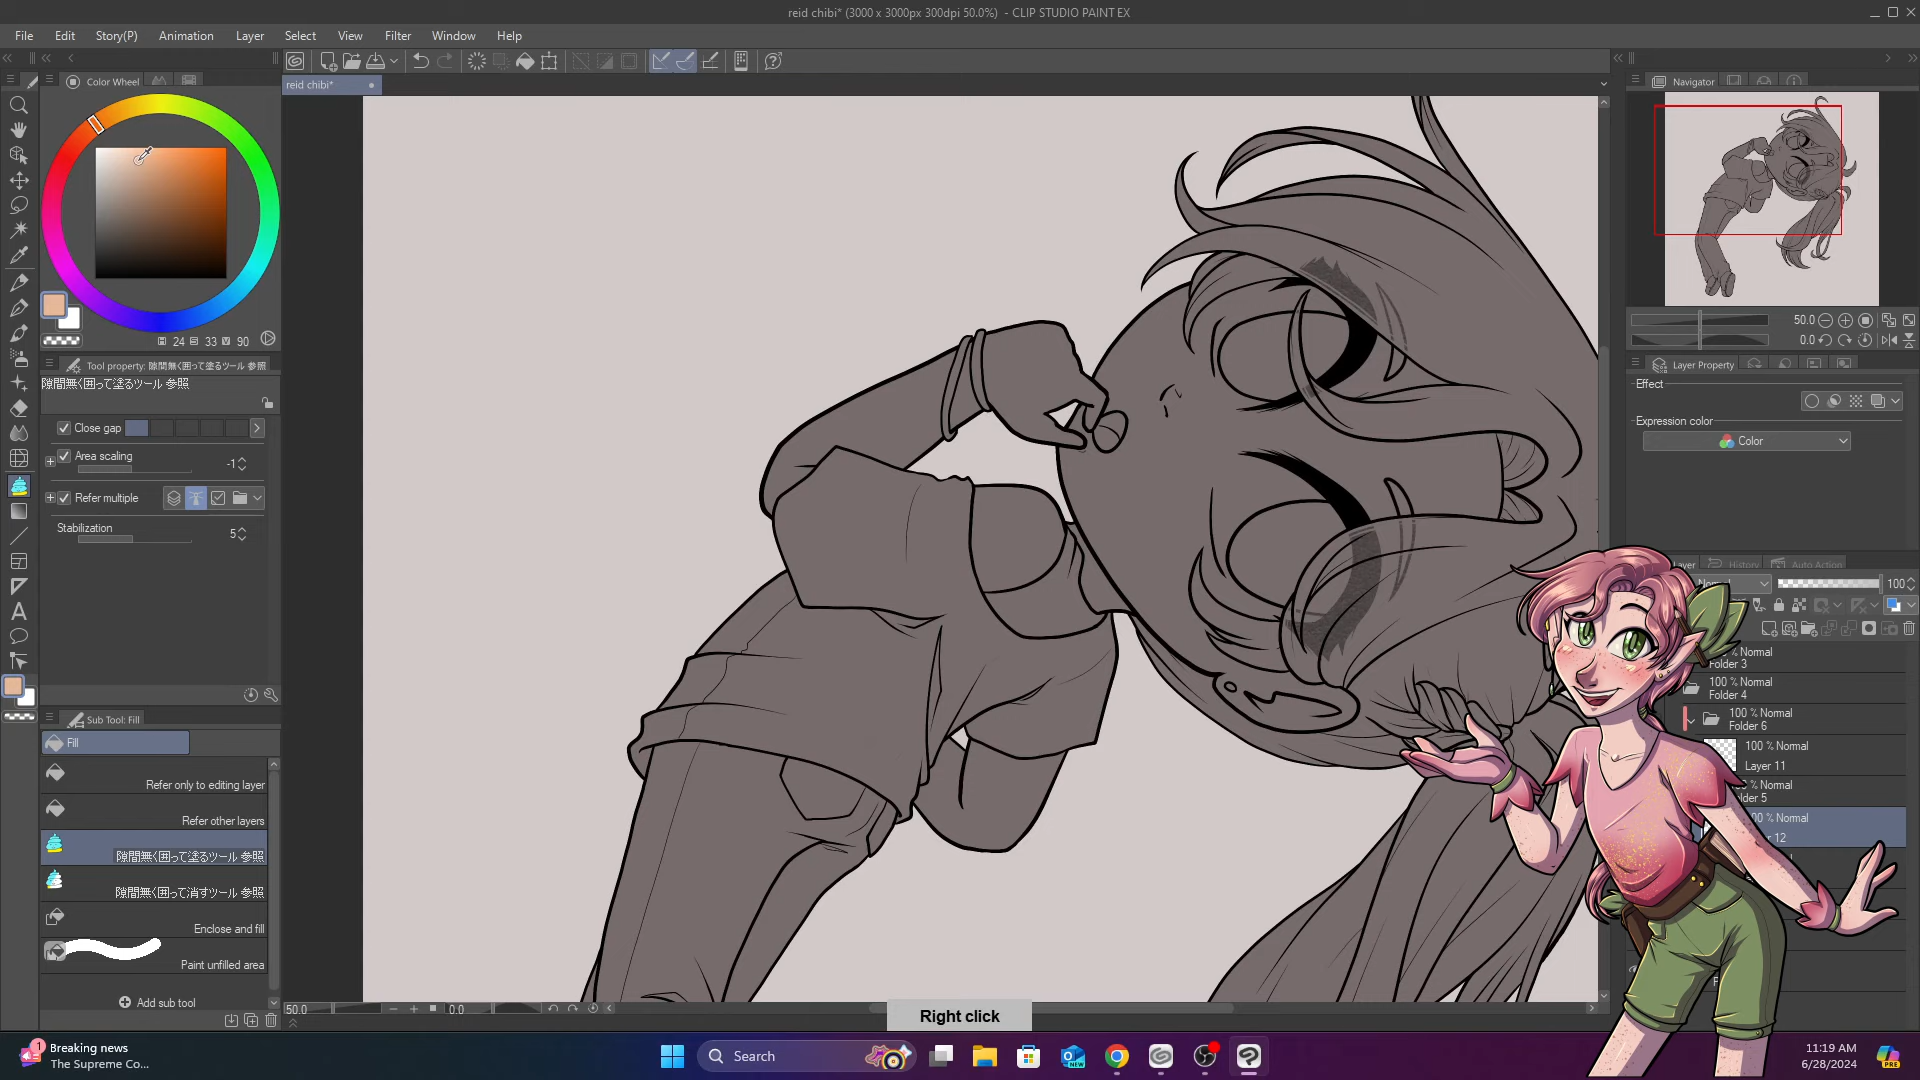 reid chibi* (3000 x 3000px 300dpi 50.0%) - CLIP STUDIO PAINT EX
File Edit Story(P) Animation Layer Select View Filter Window Help
Color Wheel
reid chibi*
Navigator
24 33 90
50.0
0.0
Tool property: 隙間無く囲って塗るツール 参照
隙間無く囲って塗るツール 参照
Close gap
Area scaling -1
Refer multiple
Stabilization 5
Layer Property
Effect
Expression color
Color
Layer History Auto Action
100
100 % Normal
Folder 3
100 % Normal
Folder 4
100 % Normal
Folder 6
100 % Normal
Layer 11
% Normal
100 % Normal
12
Sub Tool: Fill
Fill
Refer only to editing layer
Refer other layers
隙間無く囲って塗るツール 参照
隙間無く囲って消すツール 参照
Enclose and fill
Paint unfilled area
Add sub tool
50.0 0.0
Right click
1
Breaking news
The Supreme Co...
Search
11:19 AM
6/28/2024
PRE